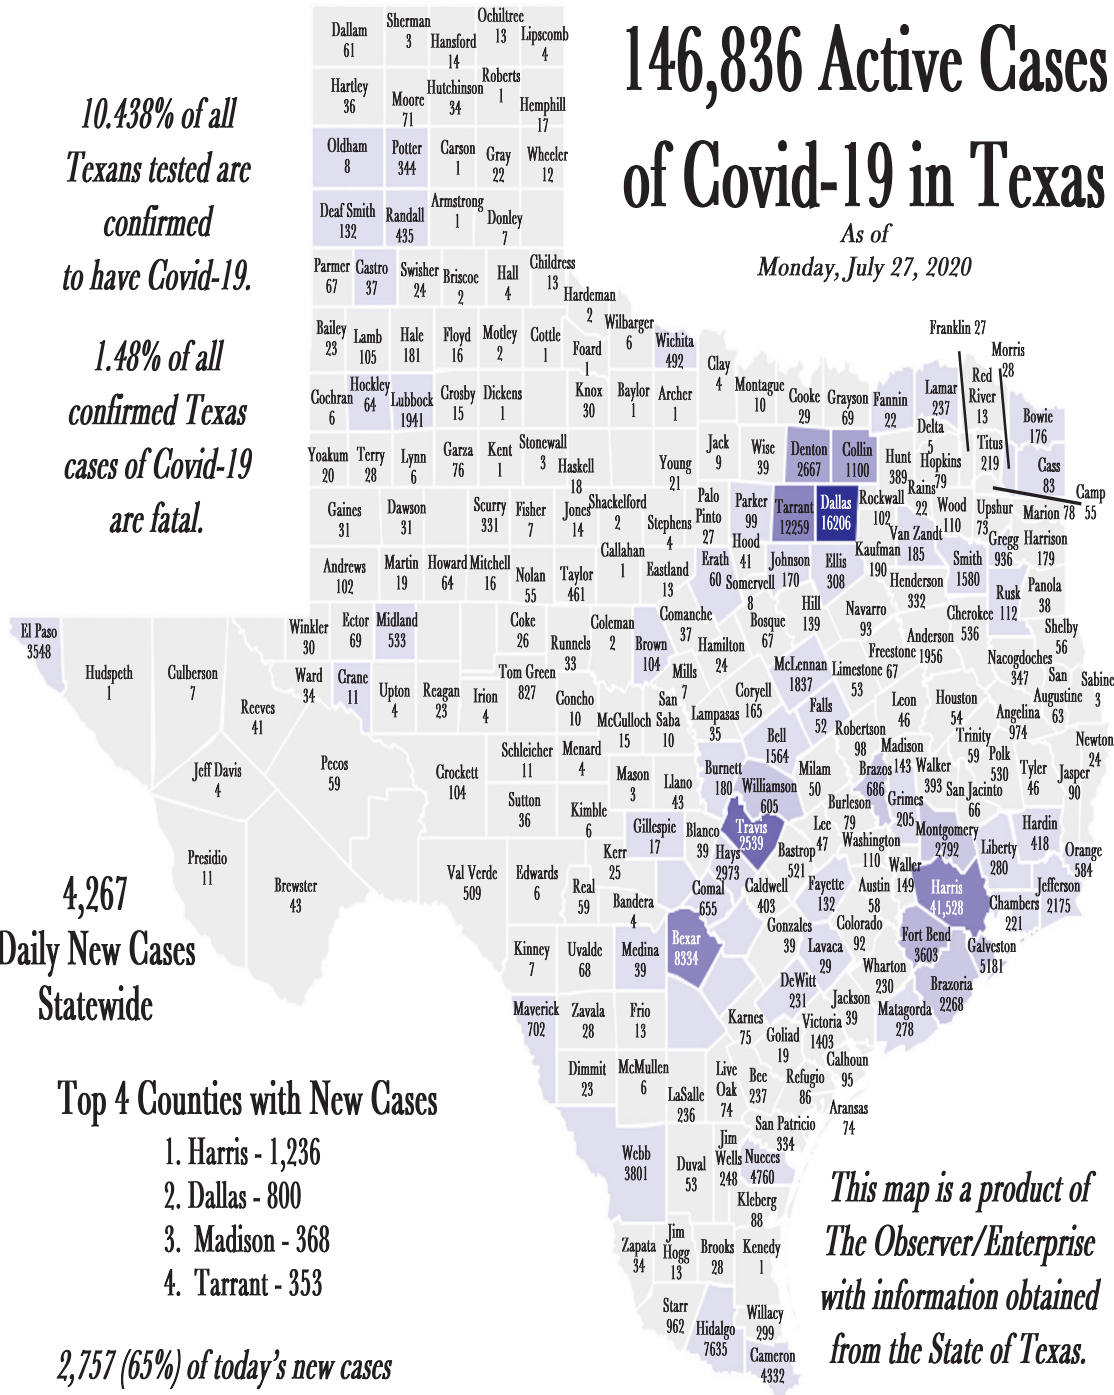 146,836 Active Cases
of Covid-19 in Texas
As of
Monday, July 27, 2020
10.438% of all
Texans tested are
confirmed
to have Covid-19.
1.48% of all
confirmed Texas
cases of Covid-19
are fatal.
Dallam
61
Sherman
3
Hansford
14
Ochiltree
13
Lipscomb
4
Hartley
36
Moore
71
Hutchinson
34
Roberts
1
Hemphill
17
Oldham
8
Potter
344
Carson
1
Gray
22
Wheeler
12
Deaf Smith
132
Randall
435
Armstrong
1
Donley
7
Parmer
67
Castro
37
Swisher
24
Briscoe
2
Hall
4
Childress
13
Hardeman
2
Bailey
23
Lamb
105
Hale
181
Floyd
16
Motley
2
Cottle
1
Foard
1
Wilbarger
6
Wichita
492
Clay
4
Montague
10
Cooke
29
Grayson
69
Fannin
22
Lamar
237
Franklin 27
Red
River
13
Morris
28
Bowie
176
Cochran
6
Hockley
64
Lubbock
1941
Crosby
15
Dickens
1
Knox
30
Baylor
1
Archer
1
Delta
5
Titus
219
Cass
83
Yoakum
20
Terry
28
Lynn
6
Garza
76
Kent
1
Stonewall
3
Haskell
18
Young
21
Jack
9
Wise
39
Denton
2667
Collin
1100
Hunt
389
Hopkins
79
Camp
55
Gaines
31
Dawson
31
Scurry
331
Fisher
7
Jones
14
Shackelford
2
Stephens
4
Palo
Pinto
27
Parker
99
Tarrant
12259
Dallas
16206
Rockwall
102
Rains
22
Wood
110
Upshur
73
Marion 78
Andrews
102
Martin
19
Howard
64
Mitchell
16
Nolan
55
Taylor
461
Callahan
1
Eastland
13
Erath
60
Hood
41
Somervell
8
Johnson
170
Ellis
308
Kaufman
190
Van Zandt
185
Smith
1580
Gregg
936
Harrison
179
El Paso
3548
Hudspeth
1
Culberson
7
Reeves
41
Winkler
30
Ector
69
Midland
533
Coke
26
Runnels
33
Coleman
2
Brown
104
Comanche
37
Hamilton
24
Bosque
67
Hill
139
Navarro
93
Henderson
332
Cherokee
536
Rusk
112
Panola
38
Shelby
56
Ward
34
Crane
11
Upton
4
Reagan
23
Irion
4
Tom Green
827
Concho
10
McCulloch
15
San
Saba
10
Mills
7
Lampasas
35
Coryell
165
McLennan
1837
Limestone
53
Freestone 67
Anderson
1956
Nacogdoches
347
San
Augustine
63
Sabine
3
Jeff Davis
4
Pecos
59
Crockett
104
Schleicher
11
Menard
4
Mason
3
Llano
43
Burnett
180
Bell
1564
Falls
52
Robertson
98
Leon
46
Houston
54
Angelina
974
Trinity
59
Polk
530
Tyler
46
Jasper
90
Newton
24
Presidio
11
Brewster
43
Sutton
36
Kimble
6
Gillespie
17
Blanco
39
Williamson
605
Milam
50
Brazos
686
Madison
143
Walker
393
San Jacinto
66
Travis
2539
Burleson
79
Grimes
205
Lee
47
Washington
110
Montgomery
2792
Liberty
280
Hardin
418
Orange
584
Val Verde
509
Edwards
6
Kerr
25
Real
59
Bandera
4
Hays
2973
Comal
655
Caldwell
403
Bastrop
521
Fayette
132
Austin
58
Waller
149
Harris
41,528
Chambers
221
Jefferson
2175
Kinney
7
Uvalde
68
Medina
39
Bexar
8334
Gonzales
39
Lavaca
29
Colorado
92
Fort Bend
3603
Galveston
5181
Wharton
230
Brazoria
2268
Maverick
702
Zavala
28
Frio
13
DeWitt
231
Jackson
39
Matagorda
278
Karnes
75
Goliad
19
Victoria
1403
Calhoun
95
Dimmit
23
McMullen
6
LaSalle
236
Live
Oak
74
Bee
237
Refugio
86
Aransas
74
San Patricio
334
Webb
3801
Duval
53
Jim
Wells
248
Nueces
4760
Kleberg
88
Zapata
34
Jim
Hogg
13
Brooks
28
Kenedy
1
Starr
962
Hidalgo
7635
Willacy
299
Cameron
4332
4,267
Daily New Cases
Statewide
Top 4 Counties with New Cases
1. Harris - 1,236
2. Dallas - 800
3. Madison - 368
4. Tarrant - 353
2,757 (65%) of today's new cases
This map is a product of
The Observer/Enterprise
with information obtained
from the State of Texas.